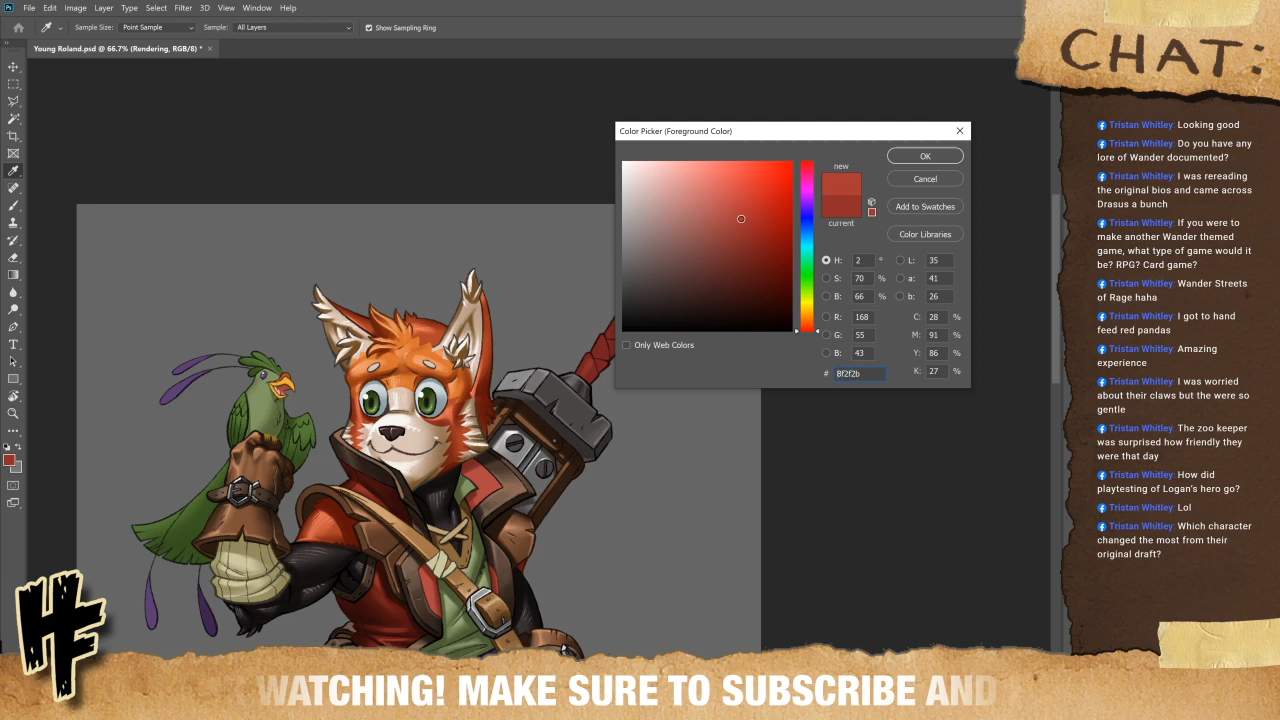 Ps File Edit Image Layer Type Select Filter 3D View Window Help
Sample Size: Point Sample Sample: All Layers Show Sampling Ring
Young Roland.psd @ 66.7% (Rendering, RGB/8) * ×
Color Picker (Foreground Color)
new
current
OK
Cancel
Add to Swatches
Color Libraries
H: 2 °
L: 35
S: 70 %
a: 41
B: 66 %
b: 26
R: 168
C: 28 %
G: 55
M: 91 %
B: 43
Y: 86 %
# 8f2f2b
K: 27 %
Only Web Colors
CHAT:
Tristan Whitley: Looking good
Tristan Whitley: Do you have any
lore of Wander documented?
Tristan Whitley: I was rereading
the original bios and came across
Drasus a bunch
Tristan Whitley: If you were to
make another Wander themed
game, what type of game would it
be? RPG? Card game?
Tristan Whitley: Wander Streets
of Rage haha
Tristan Whitley: I got to hand
feed red pandas
Tristan Whitley: Amazing
experience
Tristan Whitley: I was worried
about their claws but the were so
gentle
Tristan Whitley: The zoo keeper
was surprised how friendly they
were that day
Tristan Whitley: How did
playtesting of Logan's hero go?
Tristan Whitley: Lol
Tristan Whitley: Which character
changed the most from their
original draft?
HF
WATCHING! MAKE SURE TO SUBSCRIBE AND